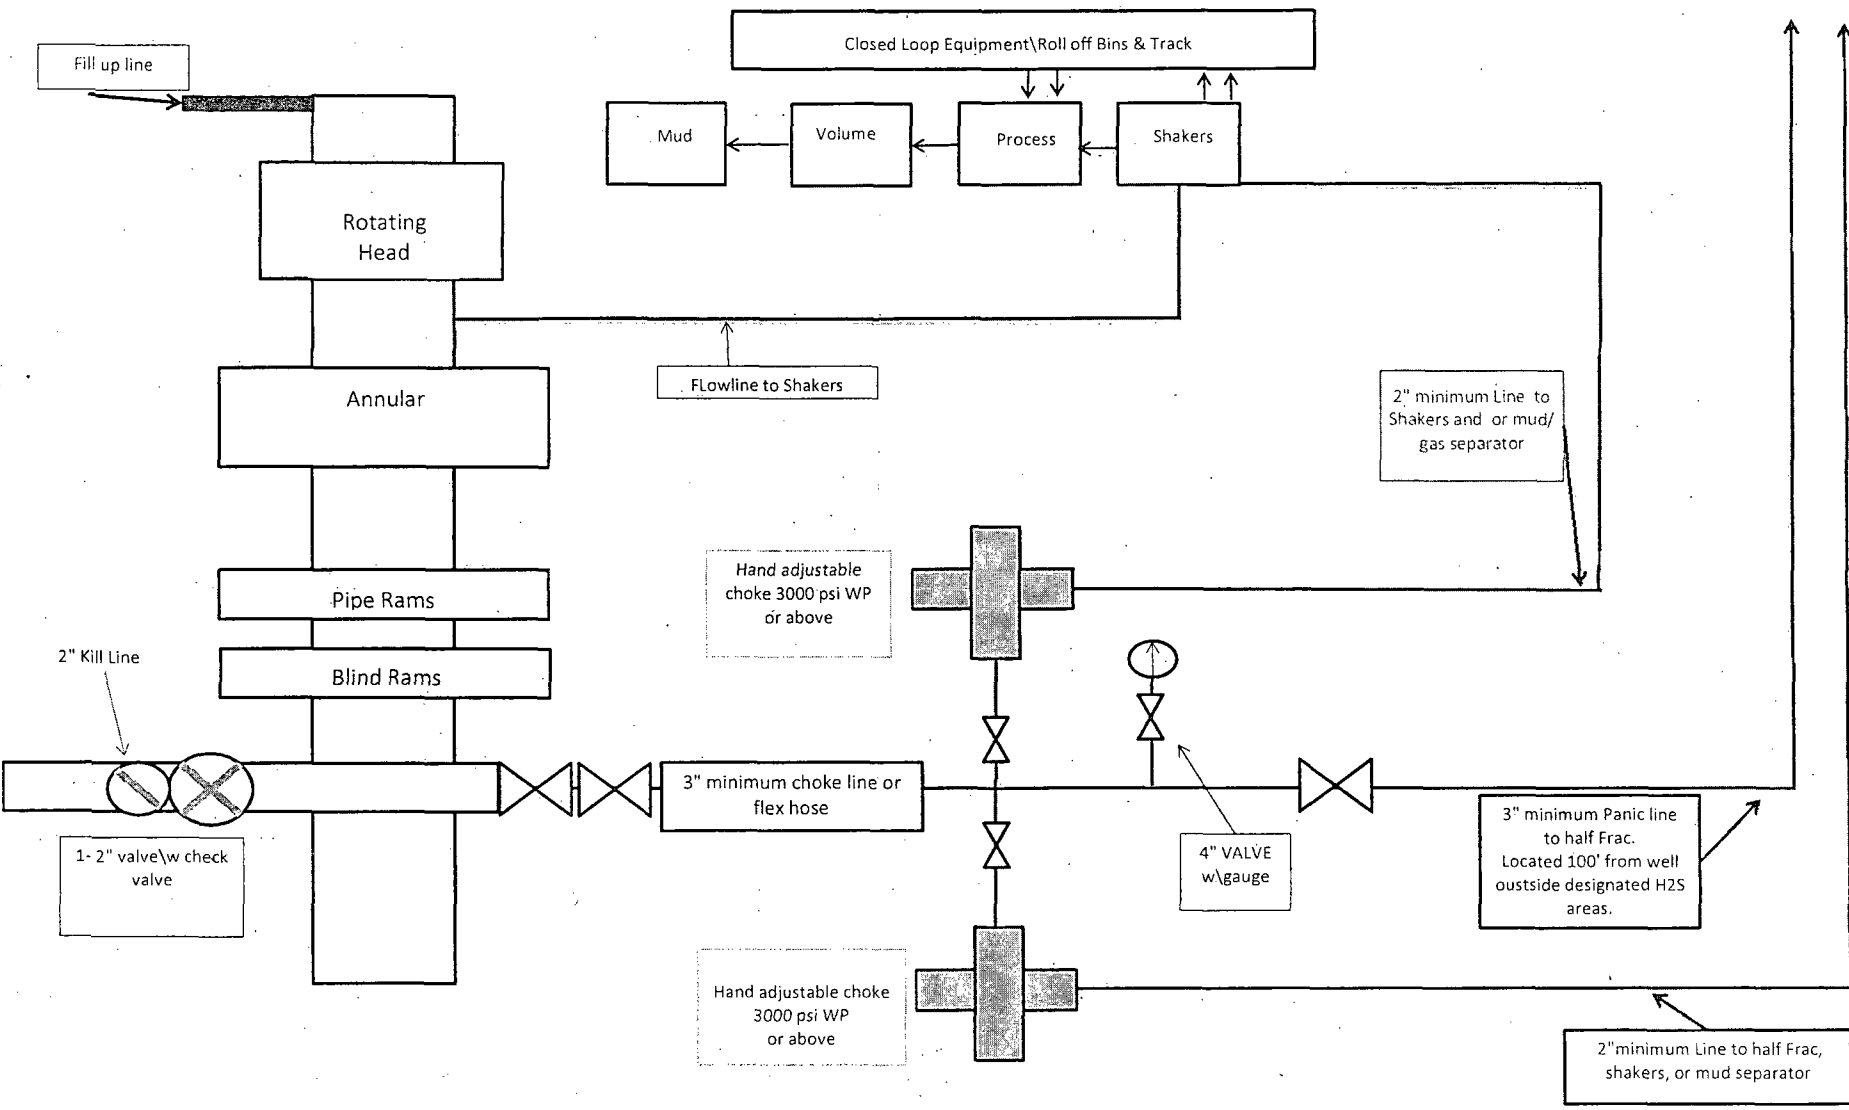 Closed Loop Equipment\Roll off Bins & Track
Fill up line
Mud
Volume
Process
Shakers
Rotating
Head
FLowline to Shakers
Annular
2" minimum Line to
Shakers and or mud/
gas separator
Hand adjustable
choke 3000 psi WP
or above
Pipe Rams
2" Kill Line
Blind Rams
3" minimum choke line or
flex hose
1- 2" valve\w check
valve
4" VALVE
w\gauge
3" minimum Panic line
to half Frac.
Located 100' from well
oustside designated H2S
areas.
Hand adjustable choke
3000 psi WP
or above
2"minimum Line to half Frac,
shakers, or mud separator